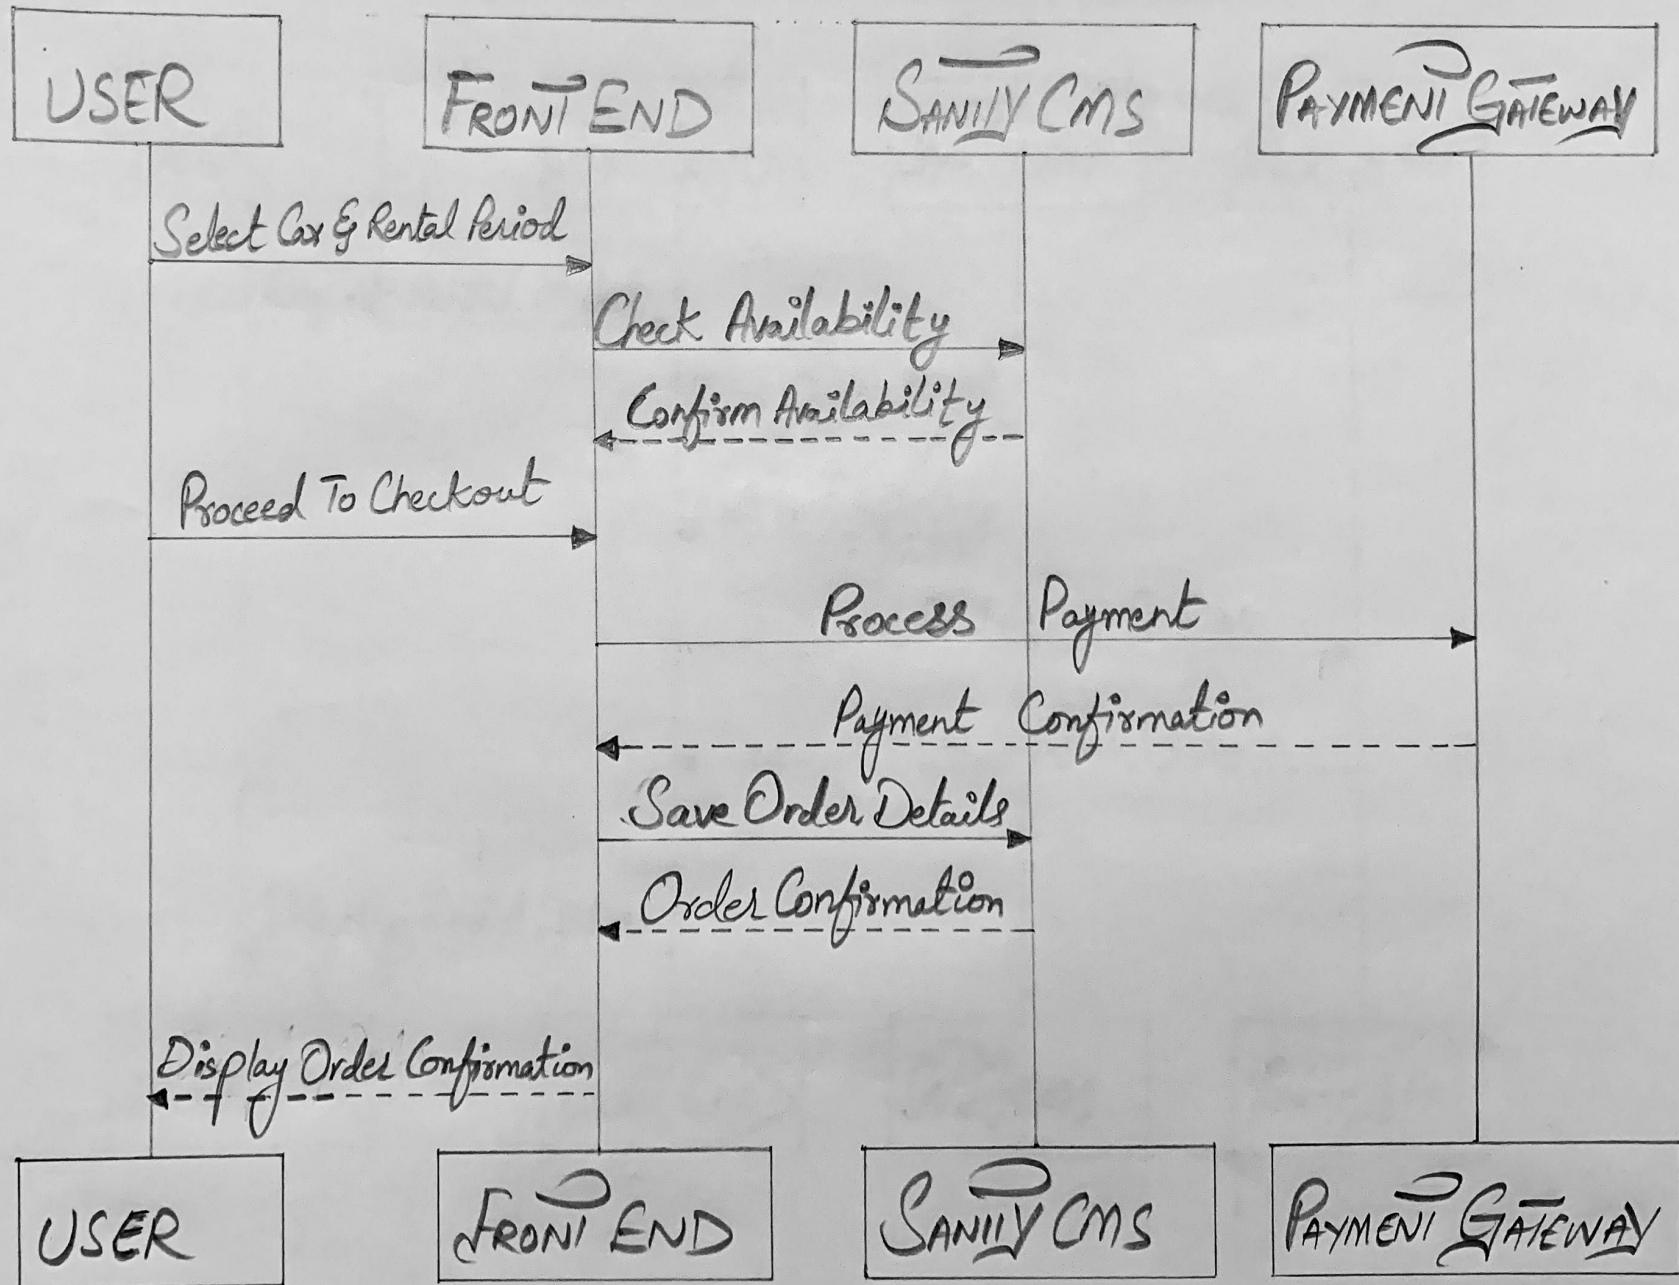 USER
FRONT END
SANITY CMS
PAYMENT GATEWAY
Select Car & Rental Period
Check Availability
Confirm Availability
Proceed To Checkout
Process Payment
Payment Confirmation
Save Order Details
Order Confirmation
Display Order Confirmation
USER
FRONT END
SANITY CMS
PAYMENT GATEWAY